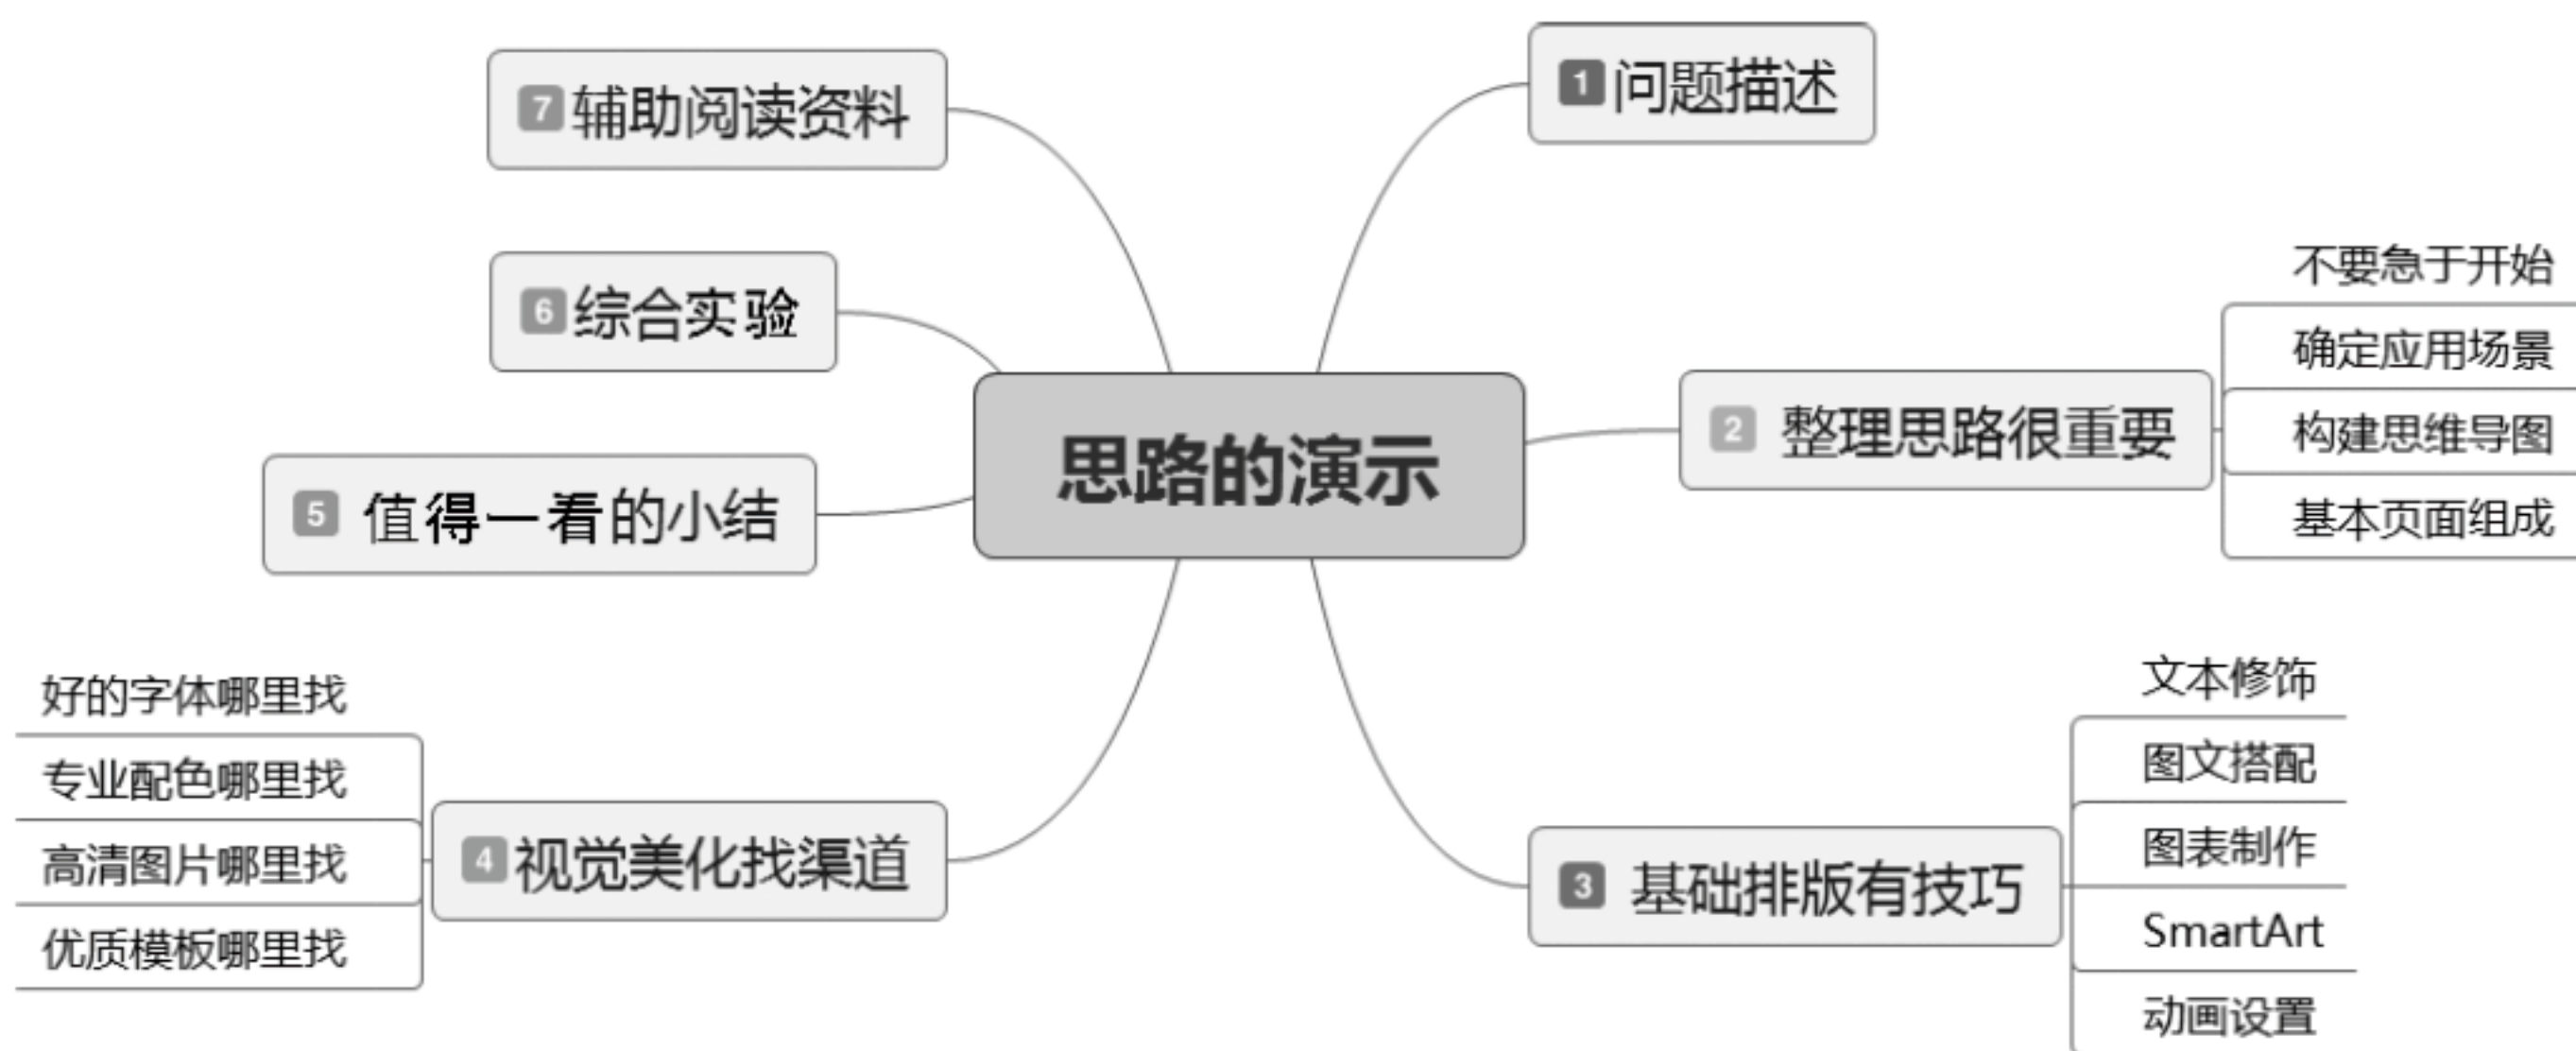 思路的演示
1 问题描述
2 整理思路很重要
不要急于开始
确定应用场景
构建思维导图
基本页面组成
3 基础排版有技巧
文本修饰
图文搭配
图表制作
SmartArt
动画设置
4 视觉美化找渠道
好的字体哪里找
专业配色哪里找
高清图片哪里找
优质模板哪里找
5 值得一看的小结
6 综合实验
7 辅助阅读资料